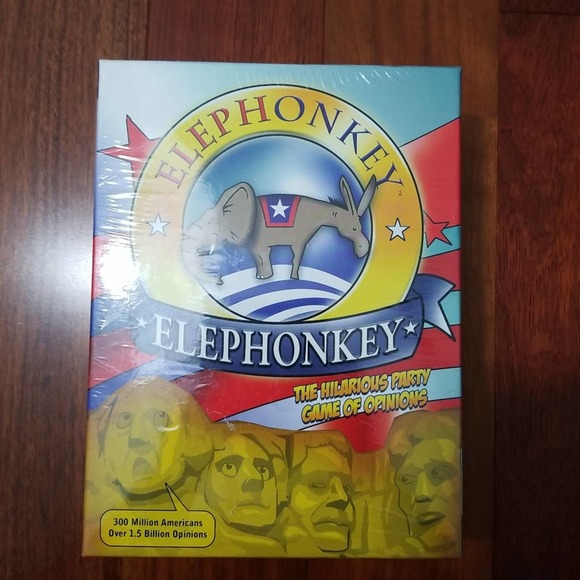 ELEPHONKEY
ELEPHONKEY
THE HILARIOUS PARTY
GAME OF OPINIONS
300 Million Americans
Over 1.5 Billion Opinions